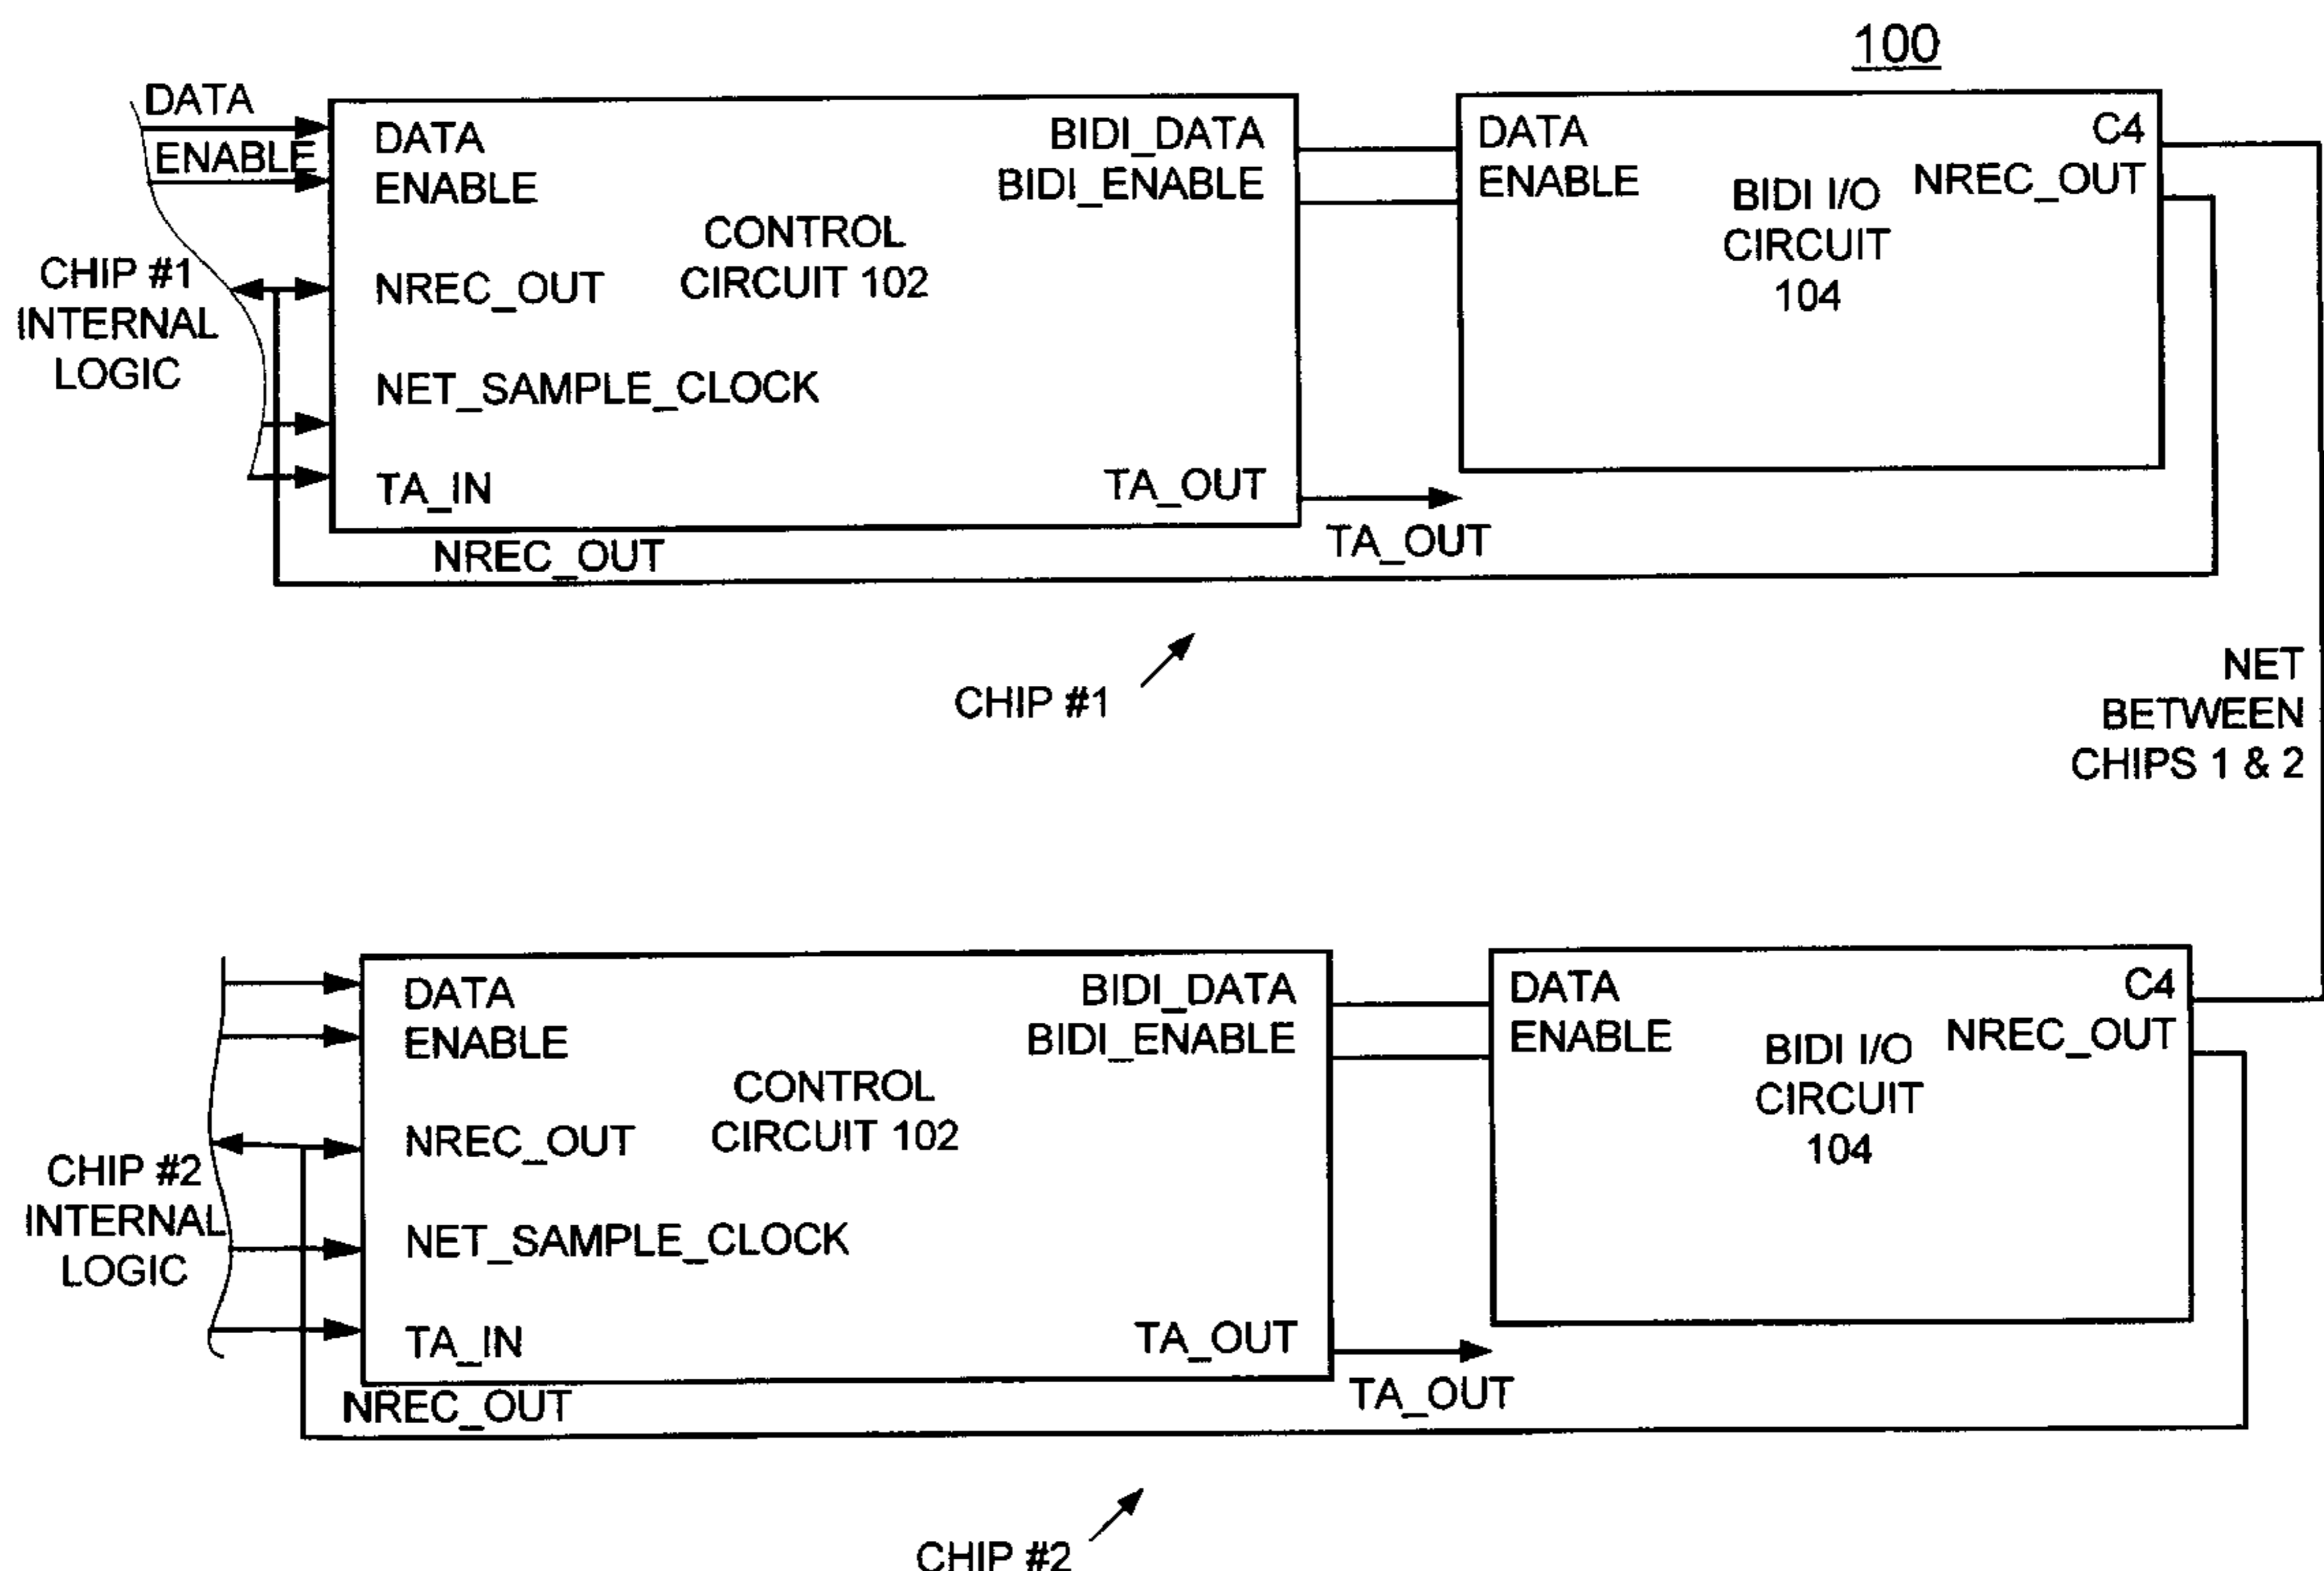 100
DATA
ENABLE
DATA
ENABLE
NREC_OUT
NET_SAMPLE_CLOCK
TA_IN
CONTROL
CIRCUIT 102
BIDI_DATA
BIDI_ENABLE
TA_OUT
DATA
ENABLE
BIDI I/O
CIRCUIT
104
C4
NREC_OUT
CHIP #1
INTERNAL
LOGIC
NREC_OUT
TA_OUT
CHIP #1
NET
BETWEEN
CHIPS 1 & 2
DATA
ENABLE
NREC_OUT
NET_SAMPLE_CLOCK
TA_IN
CONTROL
CIRCUIT 102
BIDI_DATA
BIDI_ENABLE
TA_OUT
DATA
ENABLE
BIDI I/O
CIRCUIT
104
C4
NREC_OUT
CHIP #2
INTERNAL
LOGIC
NREC_OUT
TA_OUT
CHIP #2